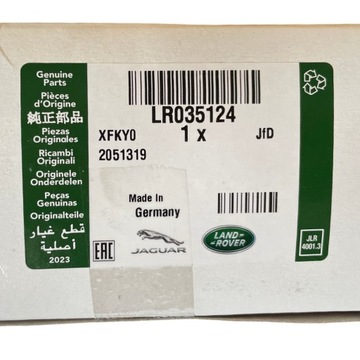 Genuine
Parts
Pièces
d'Origine
純正部品
Piezas
Originales
Ricambi
Originali
Originele
Onderdelen
Peças
Genuinas
Originalteile
قطع غيار
أصلية
2023
LR035124
XFKY0 1 x JfD
2051319
Made in
Germany
EAC
JAGUAR
LAND-
ROVER
JLR
4001.3